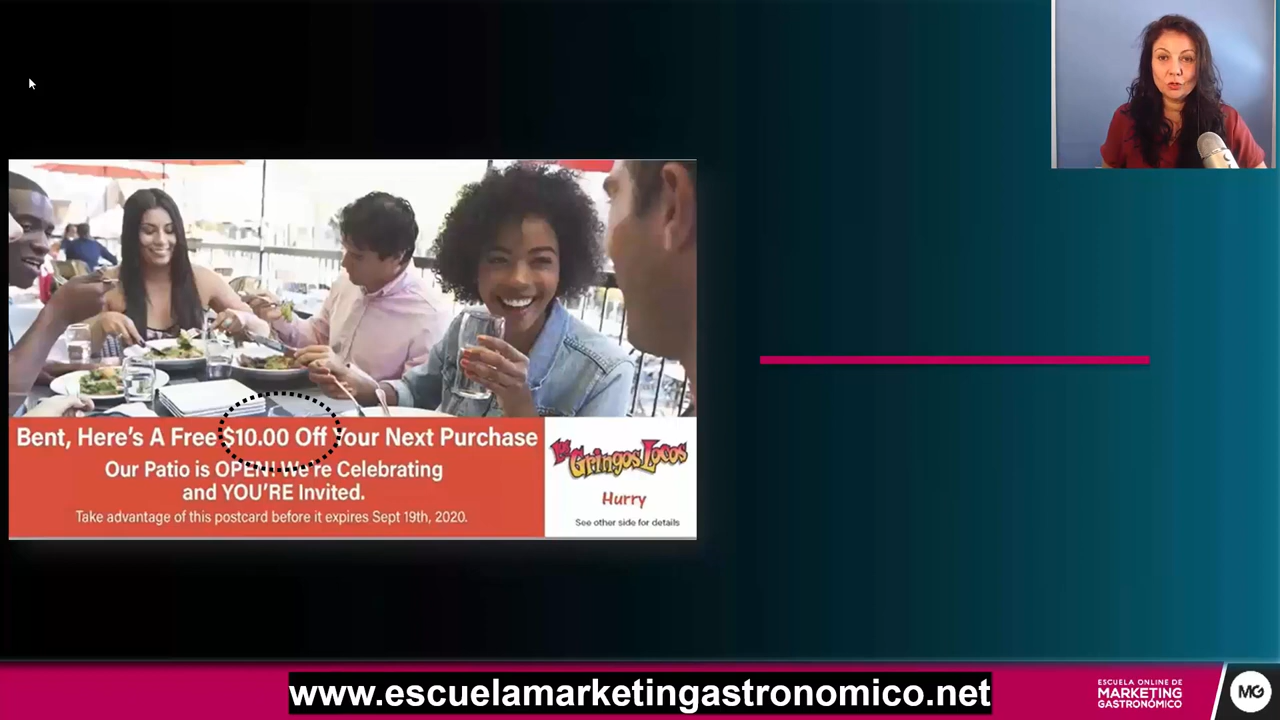 Bent, Here's A Free $10.00 Off Your Next Purchase
Our Patio is OPEN! We're Celebrating
and YOU'RE Invited.
Take advantage of this postcard before it expires Sept 19th, 2020.
Los Gringos Locos
Hurry
See other side for details
www.escuelamarketingastronomico.net
ESCUELA ONLINE DE
MARKETING
GASTRONÓMICO
MG